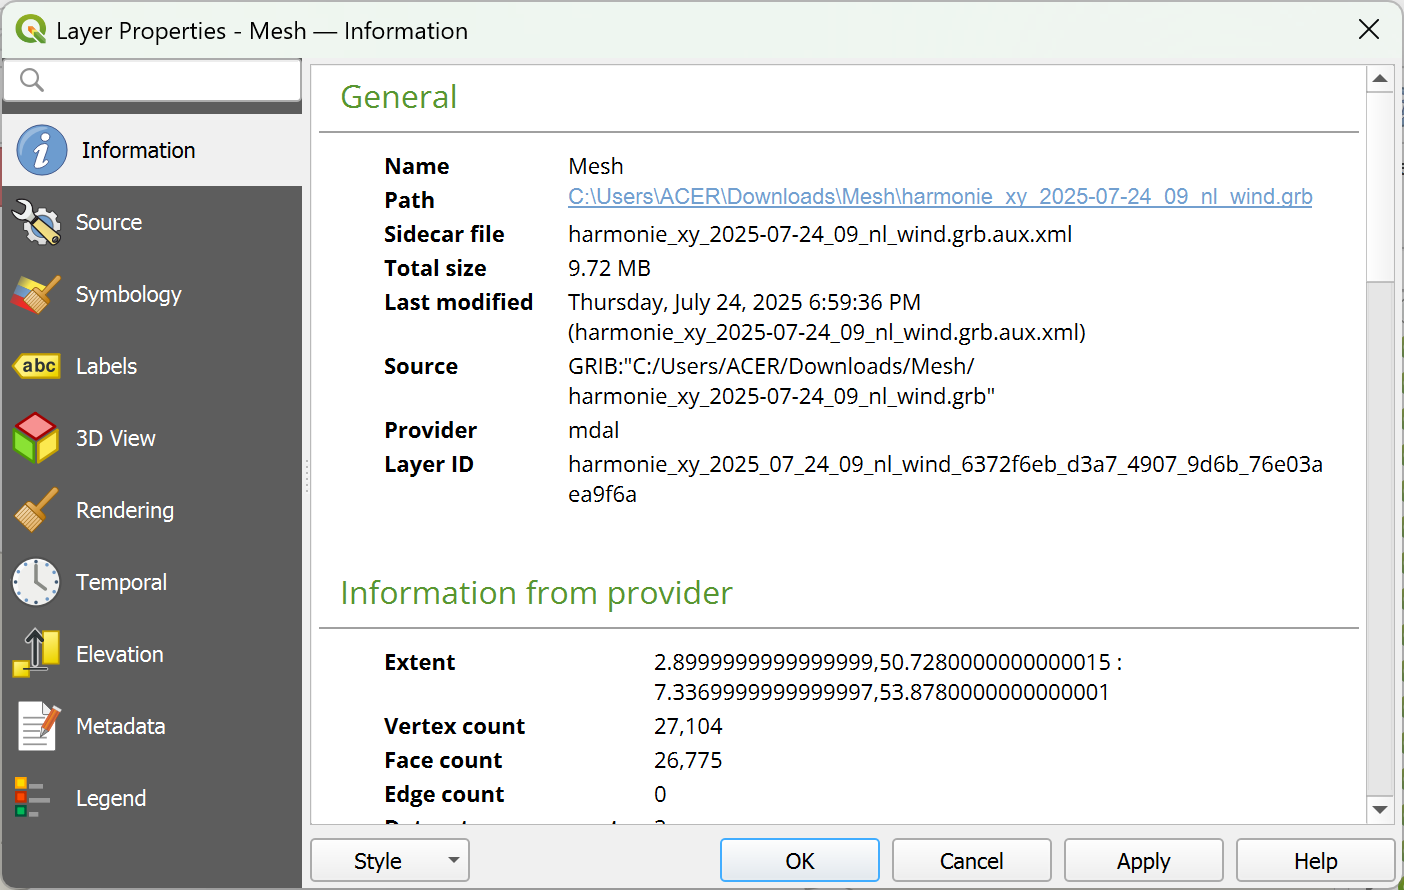 Layer Properties - Mesh — Information
Information
Source
Symbology
abc
Labels
3D View
Rendering
Temporal
Elevation
Metadata
Legend
General
Name Mesh
Path C:\Users\ACER\Downloads\Mesh\harmonie_xy_2025-07-24_09_nl_wind.grb
Sidecar file harmonie_xy_2025-07-24_09_nl_wind.grb.aux.xml
Total size 9.72 MB
Last modified Thursday, July 24, 2025 6:59:36 PM
(harmonie_xy_2025-07-24_09_nl_wind.grb.aux.xml)
Source GRIB:"C:/Users/ACER/Downloads/Mesh/
harmonie_xy_2025-07-24_09_nl_wind.grb"
Provider mdal
Layer ID harmonie_xy_2025_07_24_09_nl_wind_6372f6eb_d3a7_4907_9d6b_76e03a
ea9f6a
Information from provider
Extent 2.8999999999999999,50.7280000000000015 :
7.3369999999999997,53.8780000000000001
Vertex count 27,104
Face count 26,775
Edge count 0
Style
OK
Cancel
Apply
Help